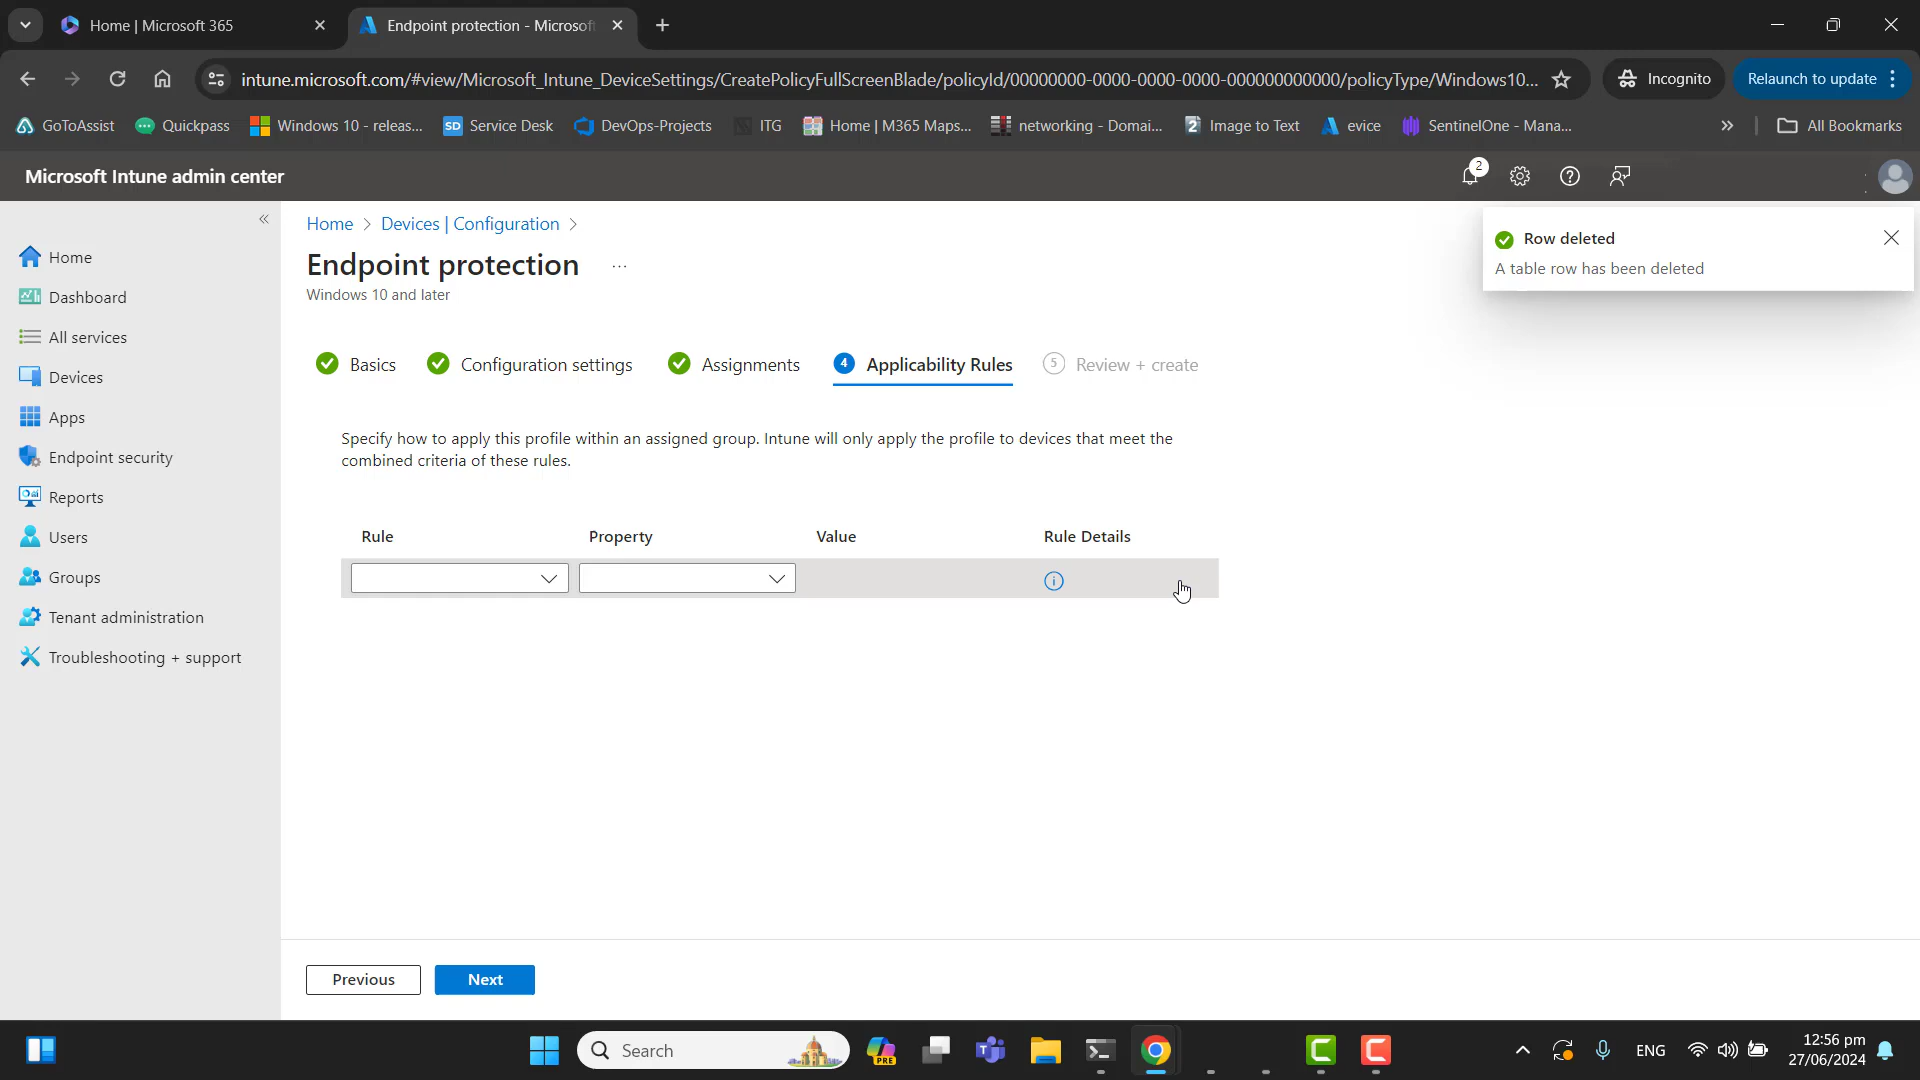 Home | Microsoft 365
Endpoint protection - Microsof
intune.microsoft.com/#view/Microsoft_Intune_DeviceSettings/CreatePolicyFullScreenBlade/policyId/00000000-0000-0000-0000-000000000000/policyType/Windows10...
Incognito
Relaunch to update
GoToAssist
Quickpass
Windows 10 - releas...
SD Service Desk
DevOps-Projects
ITG
Home | M365 Maps...
networking - Domai...
Image to Text
evice
SentinelOne - Mana...
»
All Bookmarks
Microsoft Intune admin center
2
«
Home
Dashboard
All services
Devices
Apps
Endpoint security
Reports
Users
Groups
Tenant administration
Troubleshooting + support
Home > Devices | Configuration >
Endpoint protection ...
Windows 10 and later
Row deleted
A table row has been deleted
Basics
Configuration settings
Assignments
4 Applicability Rules
5 Review + create
Specify how to apply this profile within an assigned group. Intune will only apply the profile to devices that meet the
combined criteria of these rules.
Rule Property Value Rule Details
Previous
Next
Search
PRE
ENG
12:56 pm
27/06/2024